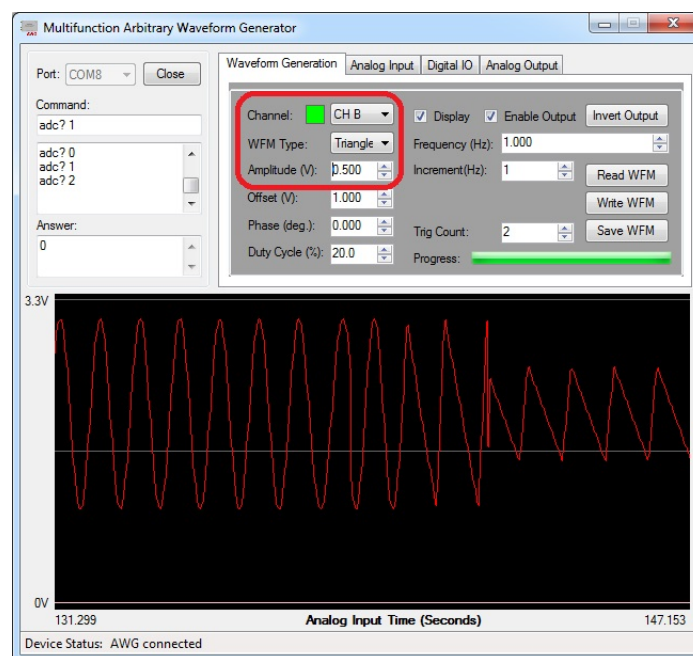 Multifunction Arbitrary Waveform Generator
Port: COM8 Close
Command:
adc? 1
adc? 0
adc? 1
adc? 2
Answer:
0
Waveform Generation Analog Input Digital IO Analog Output
Channel: CH B Display Enable Output Invert Output
WFM Type: Triangle Frequency (Hz): 1.000
Amplitude (V): 0.500 Increment(Hz): 1 Read WFM
Offset (V): 1.000 Write WFM
Phase (deg.): 0.000 Trig Count: 2 Save WFM
Duty Cycle (%): 20.0 Progress:
3.3V
0V
131.299 Analog Input Time (Seconds) 147.153
Device Status: AWG connected